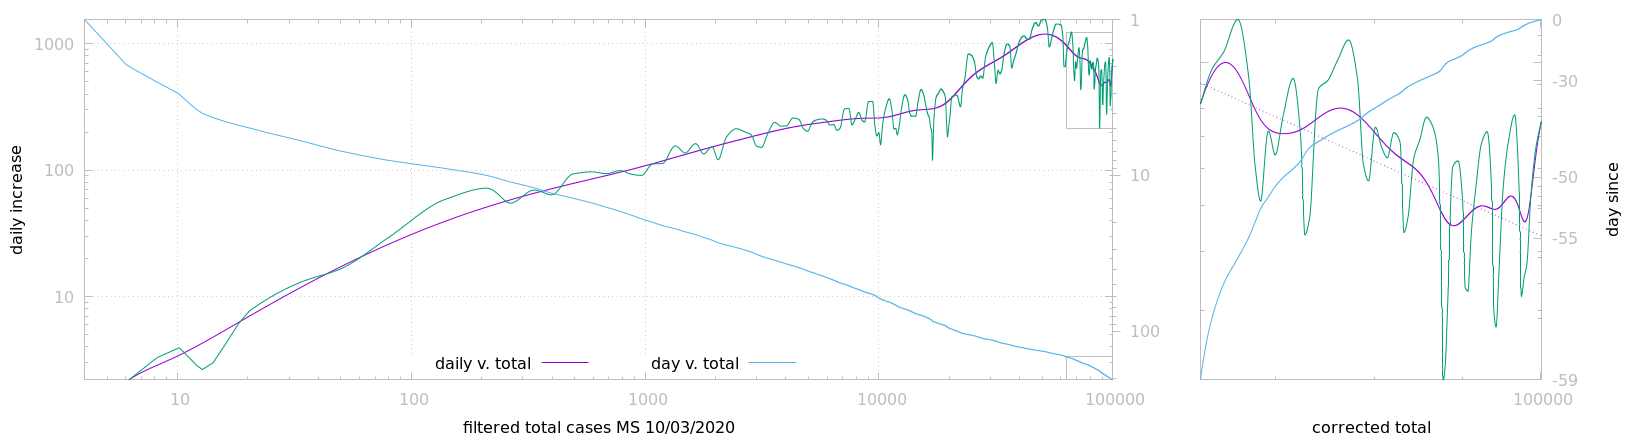 1000
100
10
daily increase
10
100
1000
10000
100000
1
10
100
daily v. total
day v. total
filtered total cases MS 10/03/2020
0
-30
-50
-55
-59
day since
100000
corrected total